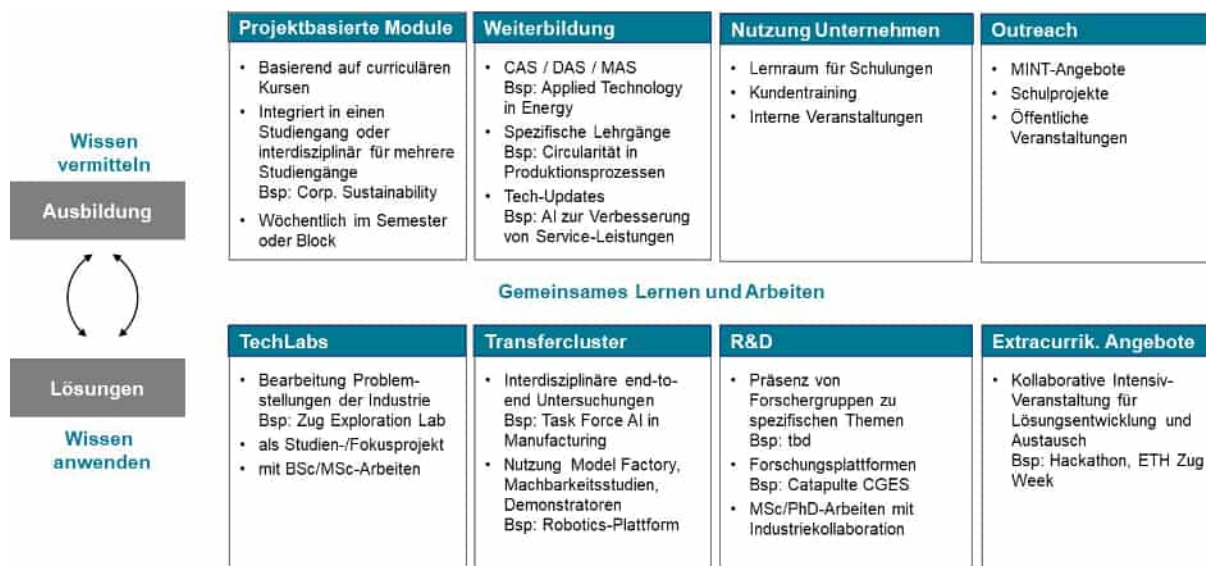 Wissen
vermitteln
Ausbildung
Lösungen
Wissen
anwenden
Projektbasierte Module
• Basierend auf curriculären
Kursen
• Integriert in einen
Studiengang oder
interdisziplinär für mehrere
Studiengänge
Bsp: Corp. Sustainability
• Wöchentlich im Semester
oder Block
Weiterbildung
• CAS / DAS / MAS
Bsp: Applied Technology
in Energy
• Spezifische Lehrgänge
Bsp: Circularität in
Produktionsprozessen
• Tech-Updates
Bsp: AI zur Verbesserung
von Service-Leistungen
Nutzung Unternehmen
• Lernraum für Schulungen
• Kundentraining
• Interne Veranstaltungen
Outreach
• MINT-Angebote
• Schulprojekte
• Öffentliche
Veranstaltungen
Gemeinsames Lernen und Arbeiten
TechLabs
• Bearbeitung Problem-
stellungen der Industrie
Bsp: Zug Exploration Lab
• als Studien-/Fokusprojekt
• mit BSc/MSc-Arbeiten
Transfercluster
• Interdisziplinäre end-to-
end Untersuchungen
Bsp: Task Force AI in
Manufacturing
• Nutzung Model Factory,
Machbarkeitsstudien,
Demonstratoren
Bsp: Robotics-Plattform
R&D
• Präsenz von
Forschergruppen zu
spezifischen Themen
Bsp: tbd
• Forschungsplattformen
Bsp: Catapulte CGES
• MSc/PhD-Arbeiten mit
Industriekollaboration
Extracurrik. Angebote
• Kollaborative Intensiv-
Veranstaltung für
Lösungsentwicklung und
Austausch
Bsp: Hackathon, ETH Zug
Week